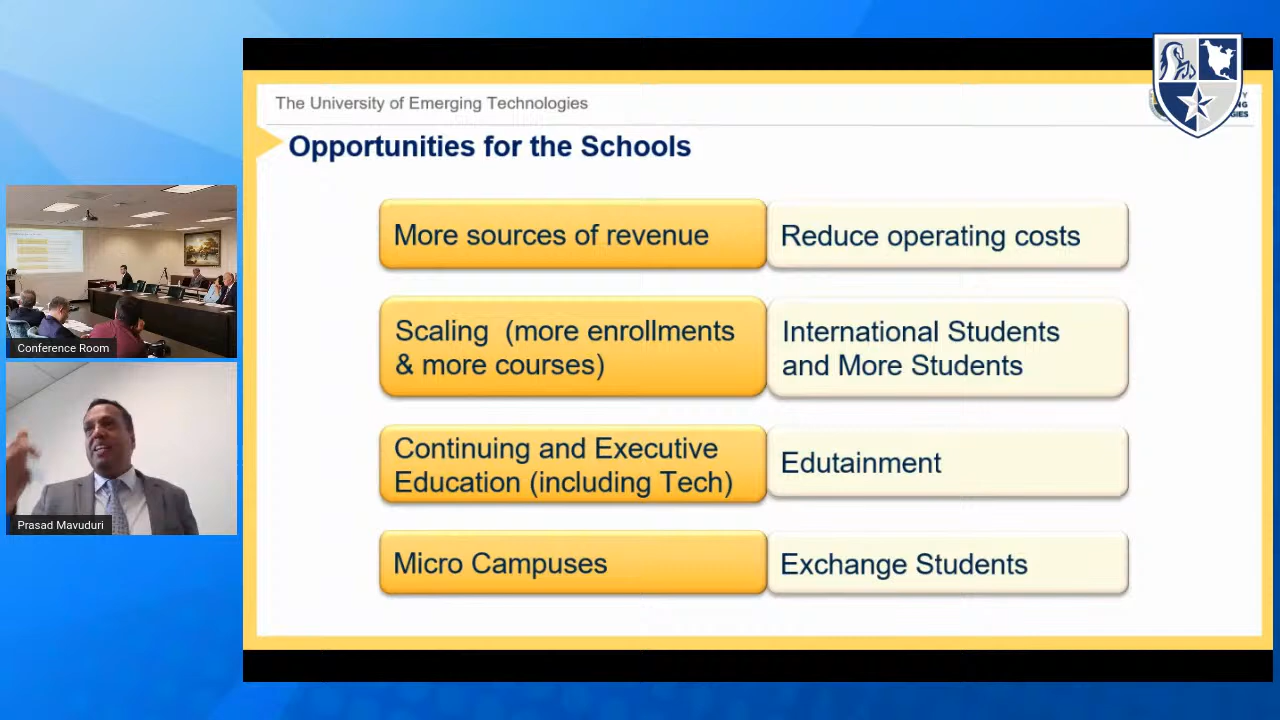 The University of Emerging Technologies
Opportunities for the Schools
More sources of revenue
Reduce operating costs
Scaling (more enrollments
& more courses)
International Students
and More Students
Continuing and Executive
Education (including Tech)
Edutainment
Micro Campuses
Exchange Students
Conference Room
Prasad Mavuduri